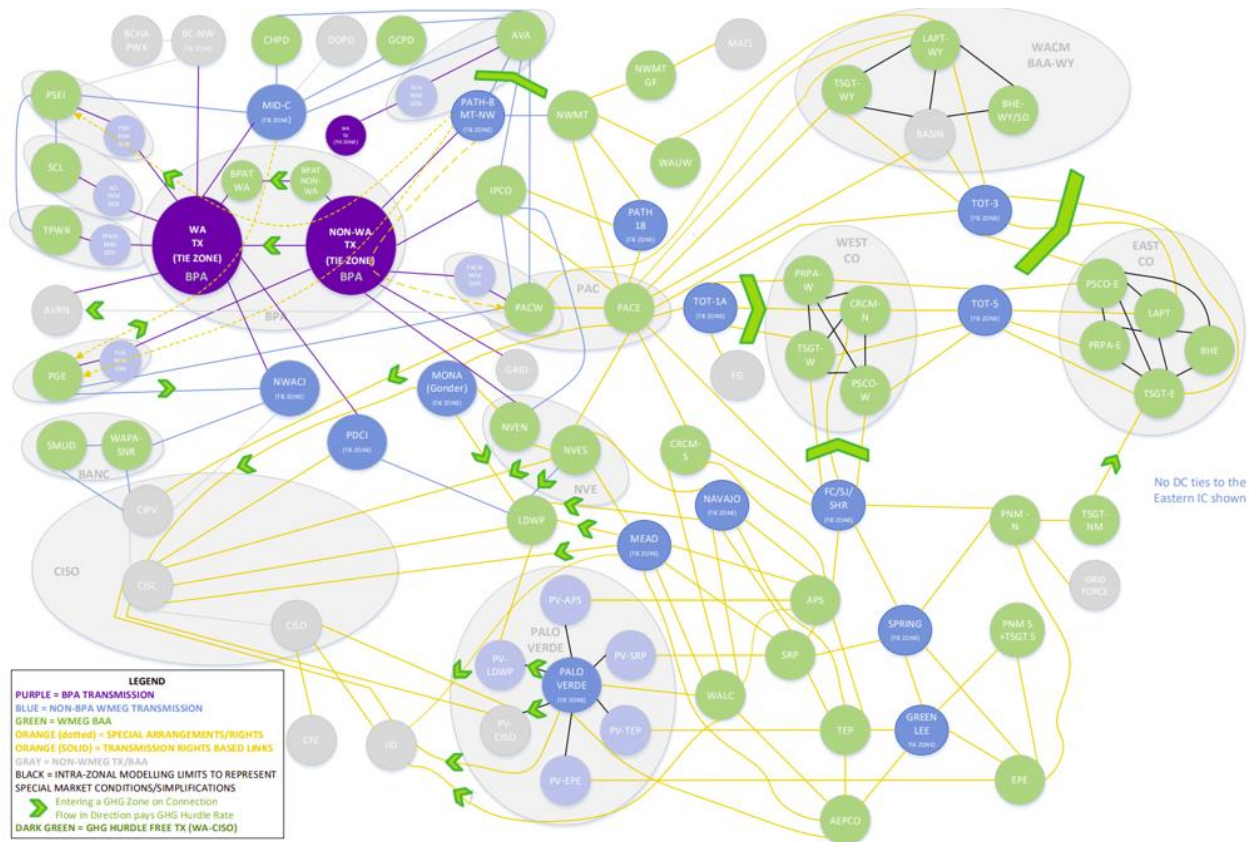 BCHA
PWX
BC-NW
(TIE ZONE)
CHPD
DOPD
GCPD
AVA
MATL
NWMT
GF
LAPT-
WY
WACM
BAA-WY
TSGT-
WY
BHE-
WY/SD
BASIN
PSEI
MID-C
(TIE ZONE)
WA
TX
(TIE ZONE)
PATH-8
MT-NW
(TIE ZONE)
NWMT
WAUW
SCL
BPAT
WA
BPAT
NON-
WA
IPCO
PATH
18
(TIE ZONE)
TOT-3
(TIE ZONE)
TPWR
WA
TX
(TIE ZONE)
BPA
NON-WA
TX
(TIE ZONE)
BPA
BPA
PAC
PACW
PACE
TOT-1A
(TIE ZONE)
WEST
CO
PRPA-
W
CRCM-
N
TSGT-
W
PSCO-
W
TOT-5
(TIE ZONE)
EAST
CO
PSCO-E
LAPT
PRPA-E
BHE
TSGT-E
AVRN
PGE
NWACI
(TIE ZONE)
MONA
(Gonder)
(TIE ZONE)
GRID
FG
SMUD
WAPA-
SNR
BANC
PDCI
(TIE ZONE)
NVEN
NVES
NVE
CRCM-
S
NAVAJO
(TIE ZONE)
FC/SJ/
SHR
(TIE ZONE)
PNM -
N
TSGT-
NM
No DC ties to the
Eastern IC shown
CIPV
LDWP
MEAD
(TIE ZONE)
CISO
CISC
GRID
FORCE
PV-APS
APS
CISD
PALO
VERDE
PV-
LDWP
PV-SRP
SRP
SPRING
(TIE ZONE)
PNM S
+TSGT S
PALO
VERDE
(TIE ZONE)
WALC
CFE
IID
PV-
CISO
PV-TEP
TEP
GREEN
LEE
(TIE ZONE)
PV-EPE
EPE
AEPCO
LEGEND
PURPLE = BPA TRANSMISSION
BLUE = NON-BPA WMEG TRANSMISSION
GREEN = WMEG BAA
ORANGE (dotted) = SPECIAL ARRANGEMENTS/RIGHTS
ORANGE (SOLID) = TRANSMISSION RIGHTS BASED LINKS
GRAY = NON-WMEG TX/BAA
BLACK = INTRA-ZONAL MODELLING LIMITS TO REPRESENT
SPECIAL MARKET CONDITIONS/SIMPLIFICATIONS
Entering a GHG Zone on Connection
Flow in Direction pays GHG Hurdle Rate
DARK GREEN = GHG HURDLE FREE TX (WA-CISO)